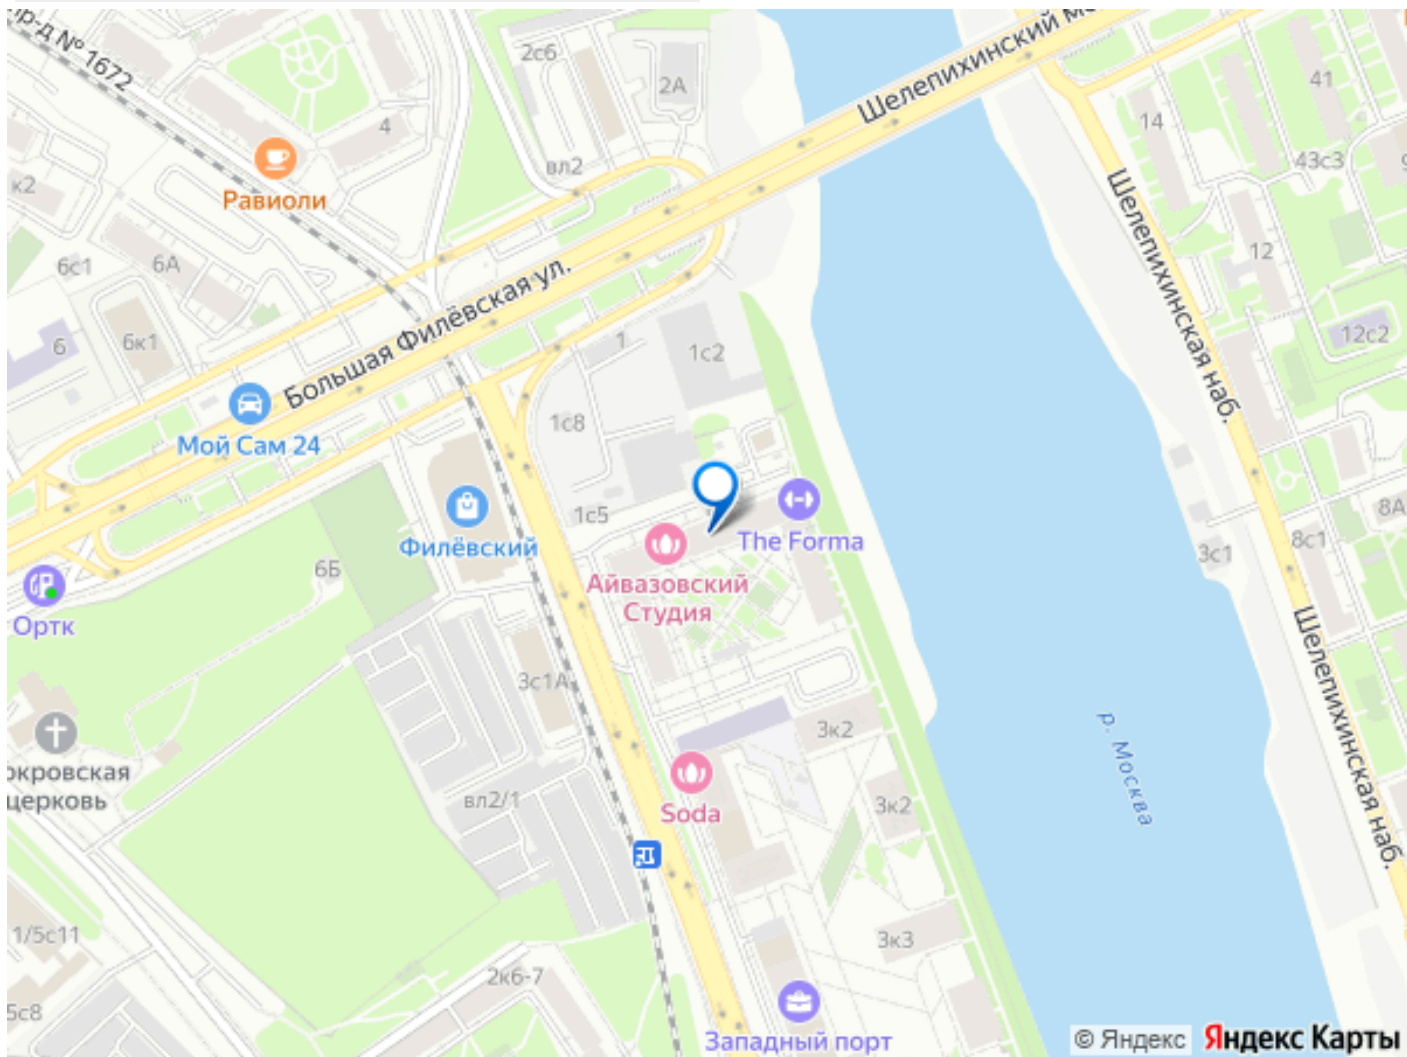 пр-д № 1672
2с6
2А
Шелепихинский мо
41
14
4
вл2
43с3
Равиоли
к2
Шелепихинская наб.
12
6с1
6А
Большая Филёвская ул.
6
6к1
1
1с2
12с2
Мой Сам 24
1с8
1с5
Филёвский
The Forma
8А
8с1
3с1
6Б
Айвазовский
Студия
Ортк
Шелепихинская наб.
3с1А
3к2
р. Москва
окровская
церковь
вл2/1
Soda
3к2
1/5с11
3к3
2к6-7
5с8
Западный порт
© Яндекс
Яндекс Карты